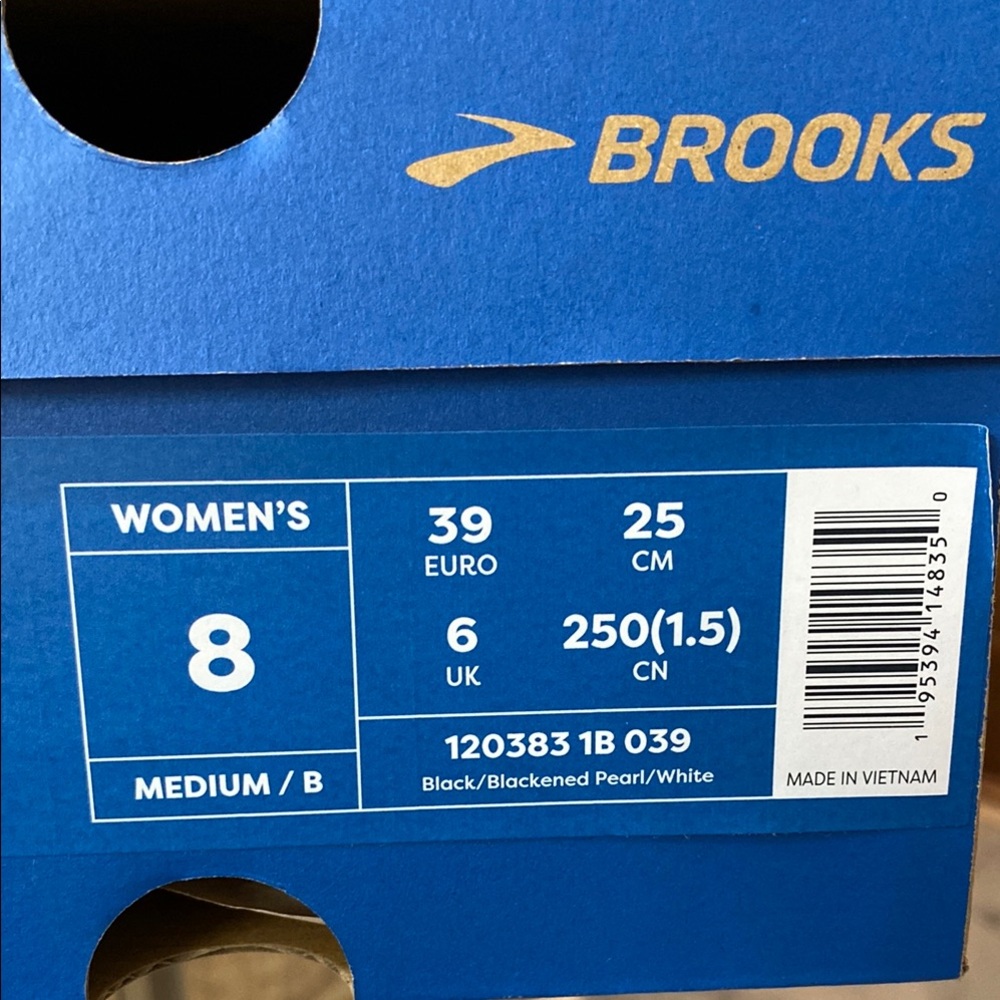 BROOKS
WOMEN'S
8
MEDIUM / B
39
EURO
25
CM
6
UK
250(1.5)
CN
120383 1B 039
Black/Blackened Pearl/White
1 95394 14835 0
MADE IN VIETNAM